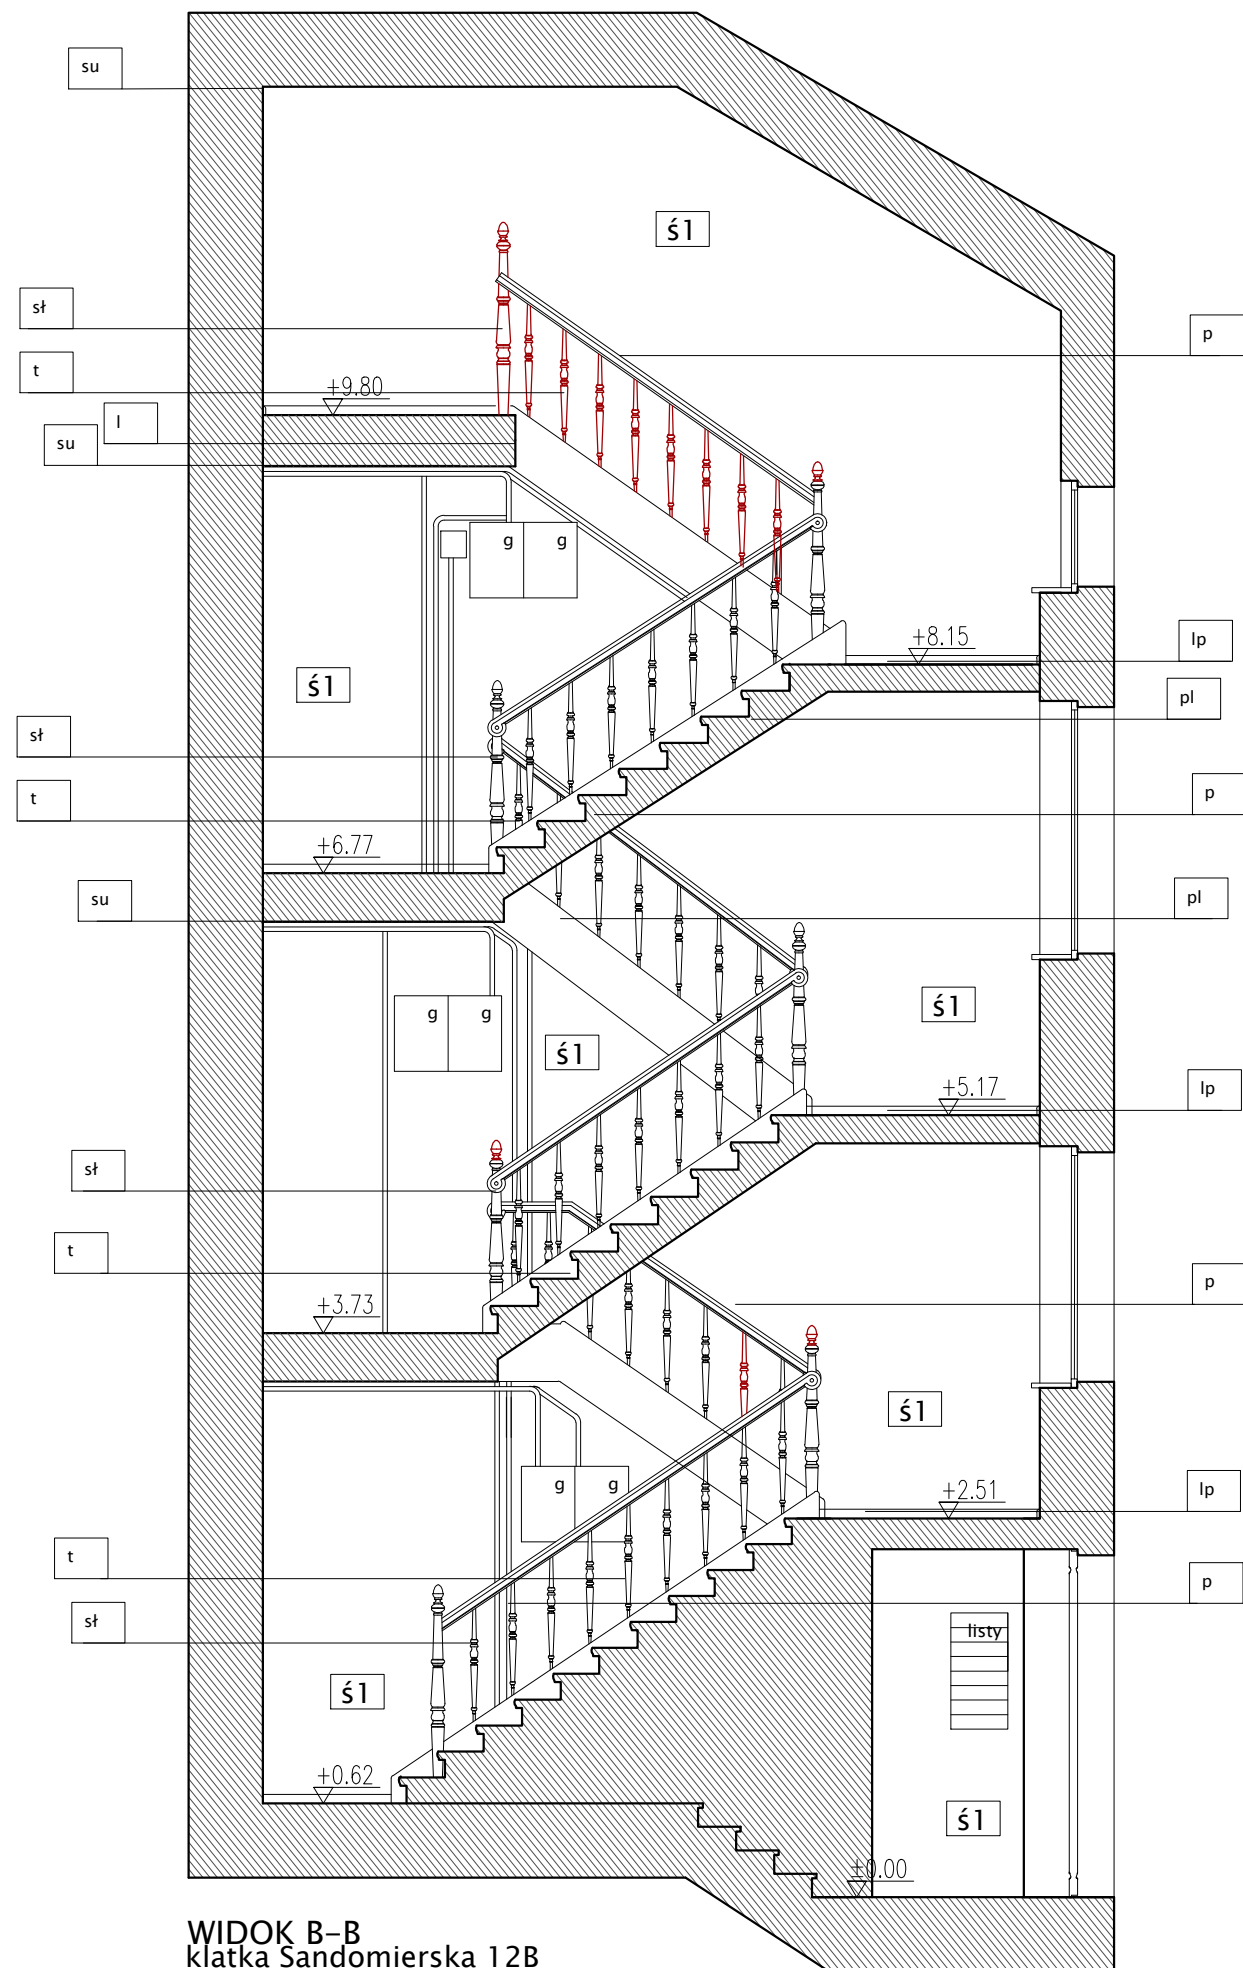 su
ś1
sł
p
t
+9.80
l
su
g g
+8.15
lp
ś1
pl
sł
t
p
+6.77
su
pl
ś1
g g
ś1
+5.17
lp
sł
t
p
+3.73
ś1
g g
+2.51
lp
t
p
sł
listy
ś1
+0.62
ś1
±0.00
WIDOK B-B
klatka Sandomierska 12B